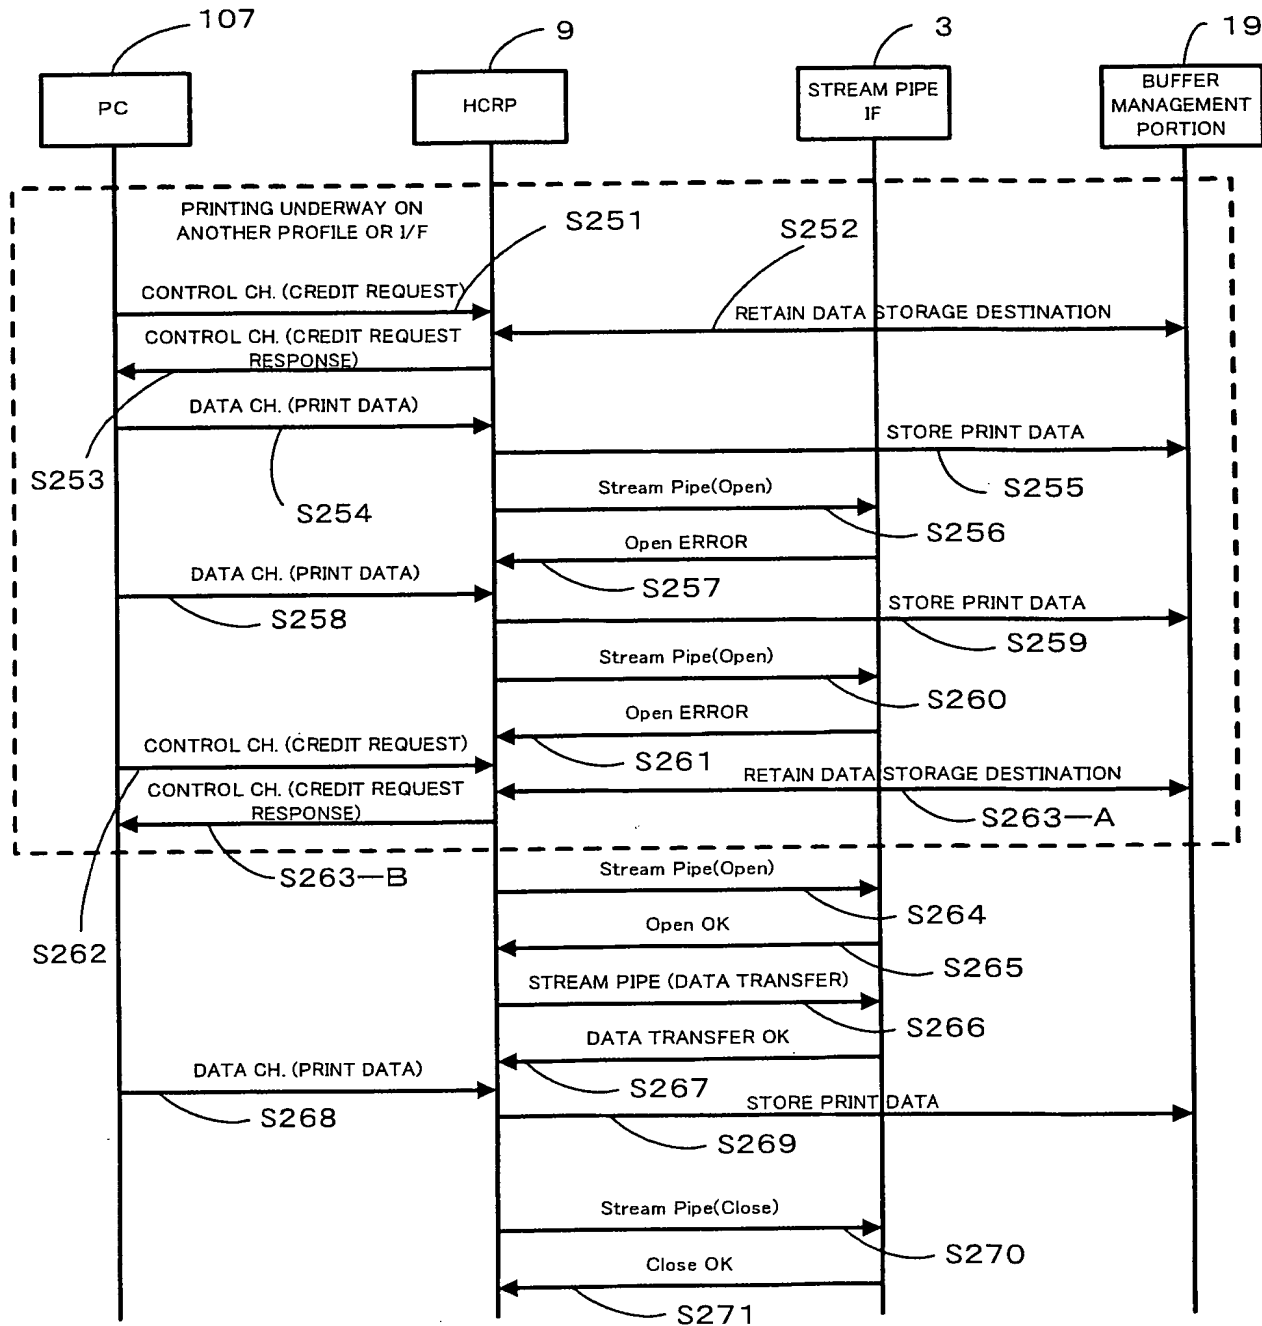 107
9
3
19
PC
HCRP
STREAM PIPE
IF
BUFFER
MANAGEMENT
PORTION
PRINTING UNDERWAY ON
ANOTHER PROFILE OR I/F
S251
S252
CONTROL CH. (CREDIT REQUEST)
RETAIN DATA STORAGE DESTINATION
CONTROL CH. (CREDIT REQUEST
RESPONSE)
DATA CH. (PRINT DATA)
STORE PRINT DATA
S253
S254
S255
Stream Pipe(Open)
S256
Open ERROR
S257
DATA CH. (PRINT DATA)
S258
STORE PRINT DATA
S259
Stream Pipe(Open)
S260
Open ERROR
S261
CONTROL CH. (CREDIT REQUEST)
RETAIN DATA STORAGE DESTINATION
CONTROL CH. (CREDIT REQUEST
RESPONSE)
S263—A
S263—B
Stream Pipe(Open)
S264
S262
Open OK
S265
STREAM PIPE (DATA TRANSFER)
S266
DATA TRANSFER OK
S267
DATA CH. (PRINT DATA)
S268
STORE PRINT DATA
S269
Stream Pipe(Close)
S270
Close OK
S271